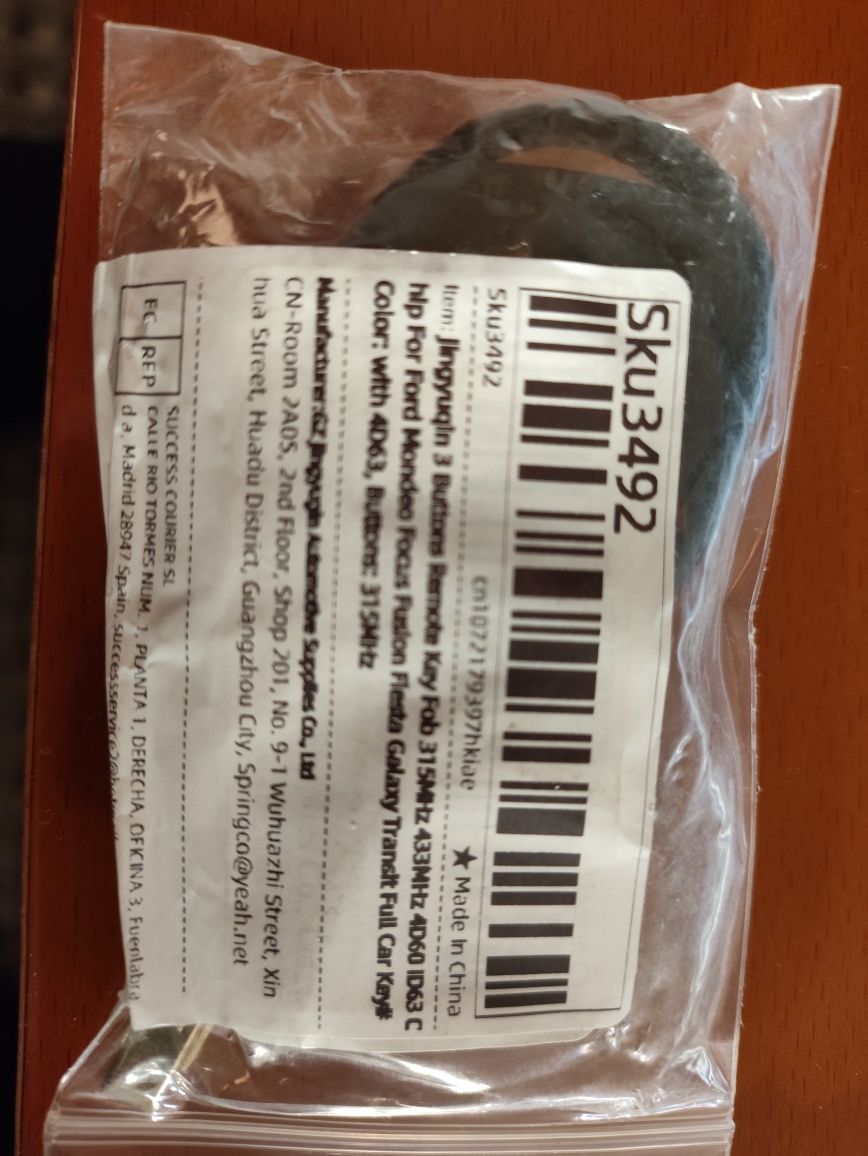 Sku3492
Sku3492 cn1072179397hkiae ★ Made In China
Item: Jingyuqin 3 Buttons Remote Key Fob 315MHz 433MHz 4D60 ID63 C
hip For Ford Mondeo Focus Fusion Fiesta Galaxy Transit Full Car Key#
Color: with 4D63, Buttons: 315MHz
Manufacturer:GZ Jingyuqin Automotive Supplies Co., Ltd
CN-Room 2A05, 2nd Floor, Shop 201, No. 9-1 Wuhuazhi Street, Xin
hua Street, Huadu District, Guangzhou City, Springco@yeah.net
EC REP
SUCCESS COURIER SL
CALLE RIO TORMES NUM. 1, PLANTA 1, DERECHA, OFICINA 3, Fuenlabra
d a, Madrid 28947 Spain,